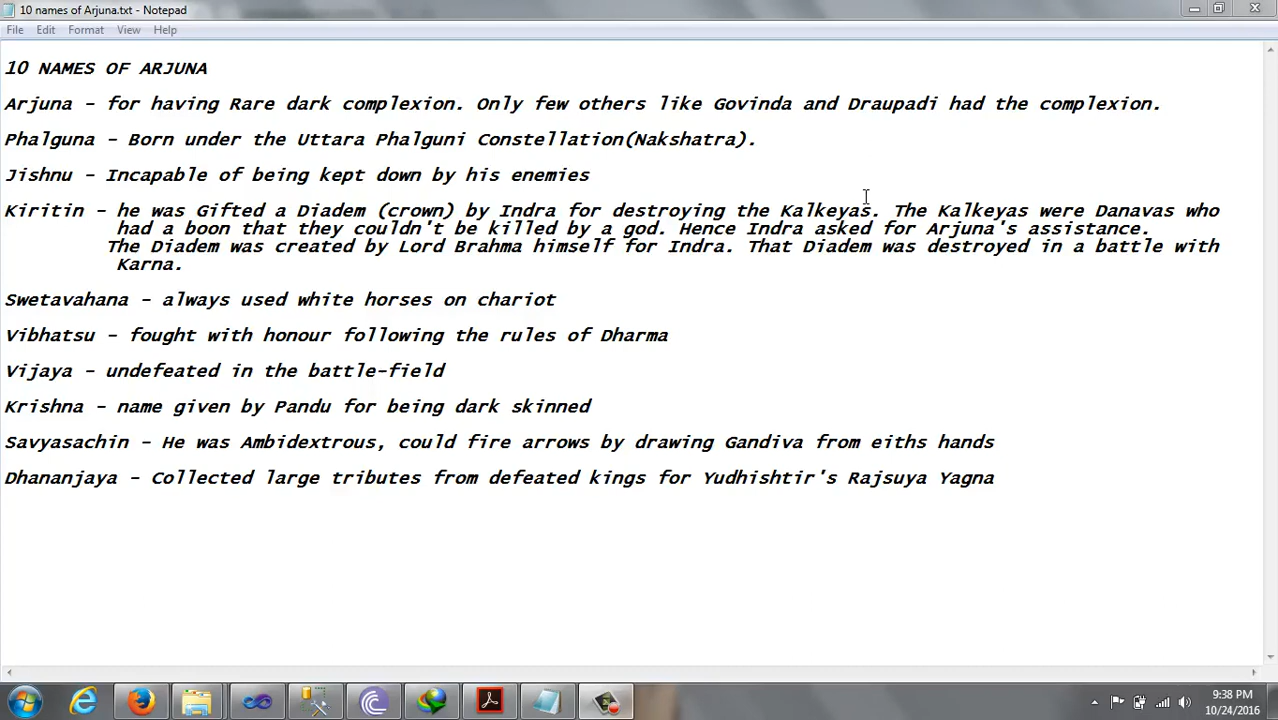 10 names of Arjuna.txt - Notepad
File Edit Format View Help
10 NAMES OF ARJUNA
Arjuna - for having Rare dark complexion. Only few others like Govinda and Draupadi had the complexion.
Phalguna - Born under the Uttara Phalguni Constellation(Nakshatra).
Jishnu - Incapable of being kept down by his enemies
Kiritin - he was Gifted a Diadem (crown) by Indra for destroying the Kalkeyas. The Kalkeyas were Danavas who
had a boon that they couldn't be killed by a god. Hence Indra asked for Arjuna's assistance.
The Diadem was created by Lord Brahma himself for Indra. That Diadem was destroyed in a battle with
Karna.
Swetavahana - always used white horses on chariot
Vibhatsu - fought with honour following the rules of Dharma
Vijaya - undefeated in the battle-field
Krishna - name given by Pandu for being dark skinned
Savyasachin - He was Ambidextrous, could fire arrows by drawing Gandiva from eiths hands
Dhananjaya - Collected large tributes from defeated kings for Yudhishtir's Rajsuya Yagna
9:38 PM
10/24/2016